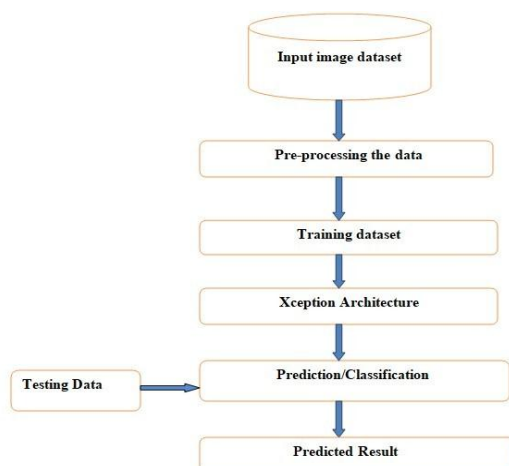 Input image dataset
Pre-processing the data
Training dataset
Xception Architecture
Prediction/Classification
Testing Data
Predicted Result